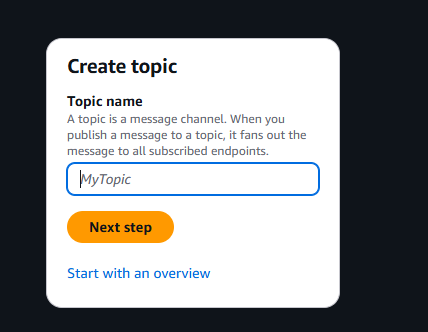 Create topic
Topic name
A topic is a message channel. When you
publish a message to a topic, it fans out the
message to all subscribed endpoints.
MyTopic
Next step
Start with an overview